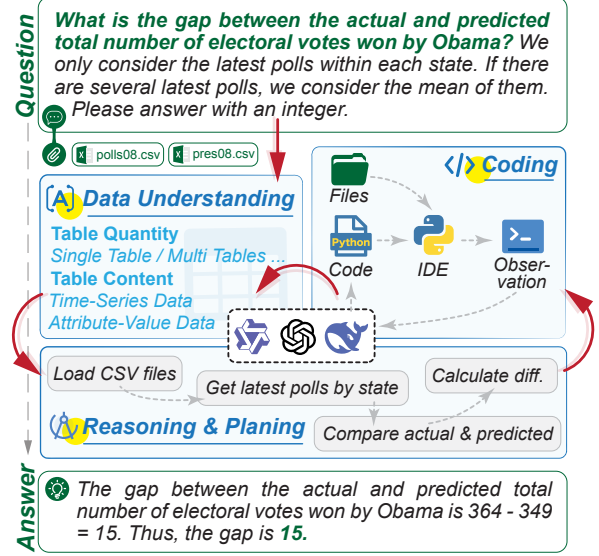 Question
What is the gap between the actual and predicted
total number of electoral votes won by Obama? We
only consider the latest polls within each state. If there
are several latest polls, we consider the mean of them.
Please answer with an integer.
polls08.csv
pres08.csv
[A] Data Understanding
Table Quantity
Single Table / Multi Tables ...
Table Content
Time-Series Data
Attribute-Value Data
</> Coding
Files
Python
Code
IDE
Obser-
vation
Load CSV files
Get latest polls by state
Calculate diff.
Compare actual & predicted
Reasoning & Planing
Answer
The gap between the actual and predicted total
number of electoral votes won by Obama is 364 - 349
= 15. Thus, the gap is 15.